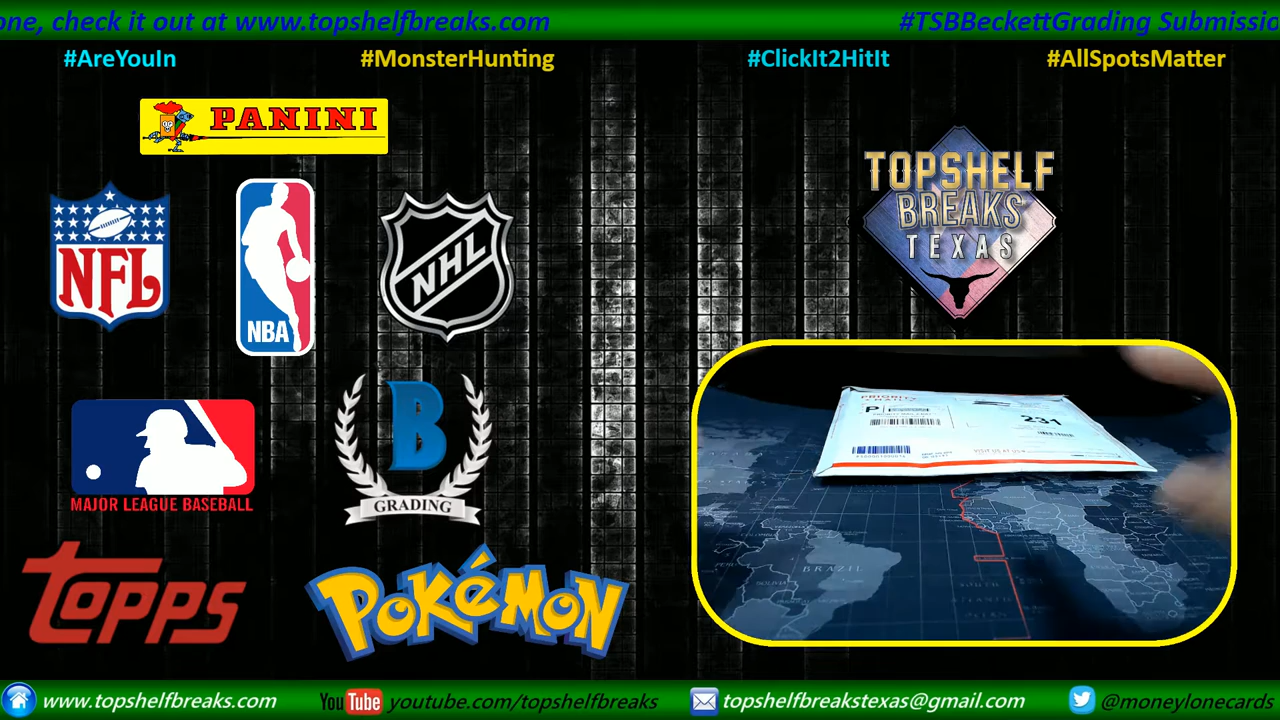 one, check it out at www.topshelfbreaks.com
#TSBBeckettGrading Submissio
#AreYouIn
#MonsterHunting
#ClickIt2HitIt
#AllSpotsMatter
PANINI
NFL
NBA
NHL
TOPSHELF
BREAKS
TEXAS
MAJOR LEAGUE BASEBALL
B
GRADING
PRIORITY
MAIL
P
231
BRAZIL
topps
POKéMON
www.topshelfbreaks.com
YouTube
youtube.com/topshelfbreaks
topshelfbreakstexas@gmail.com
@moneylonecards